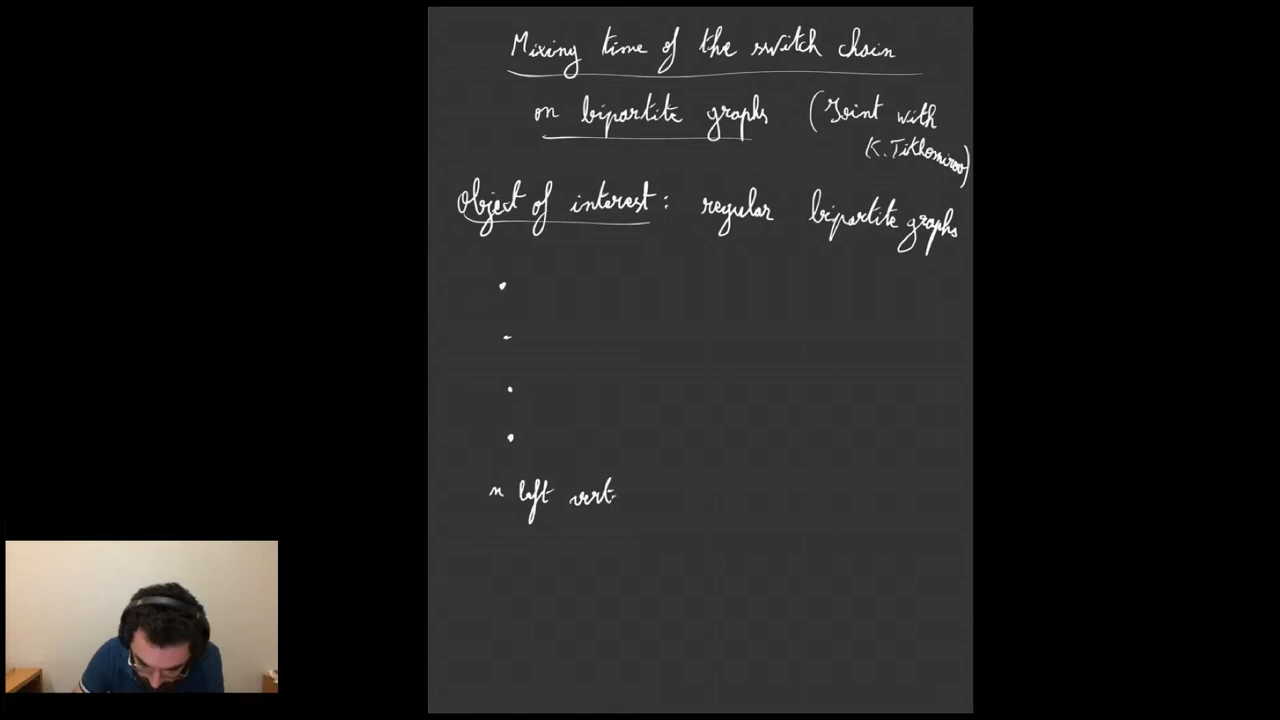 Mixing time of the switch chain
on bipartite graphs (Joint with
K. Tikhomirov)
Object of interest: regular bipartite graphs
n left vert